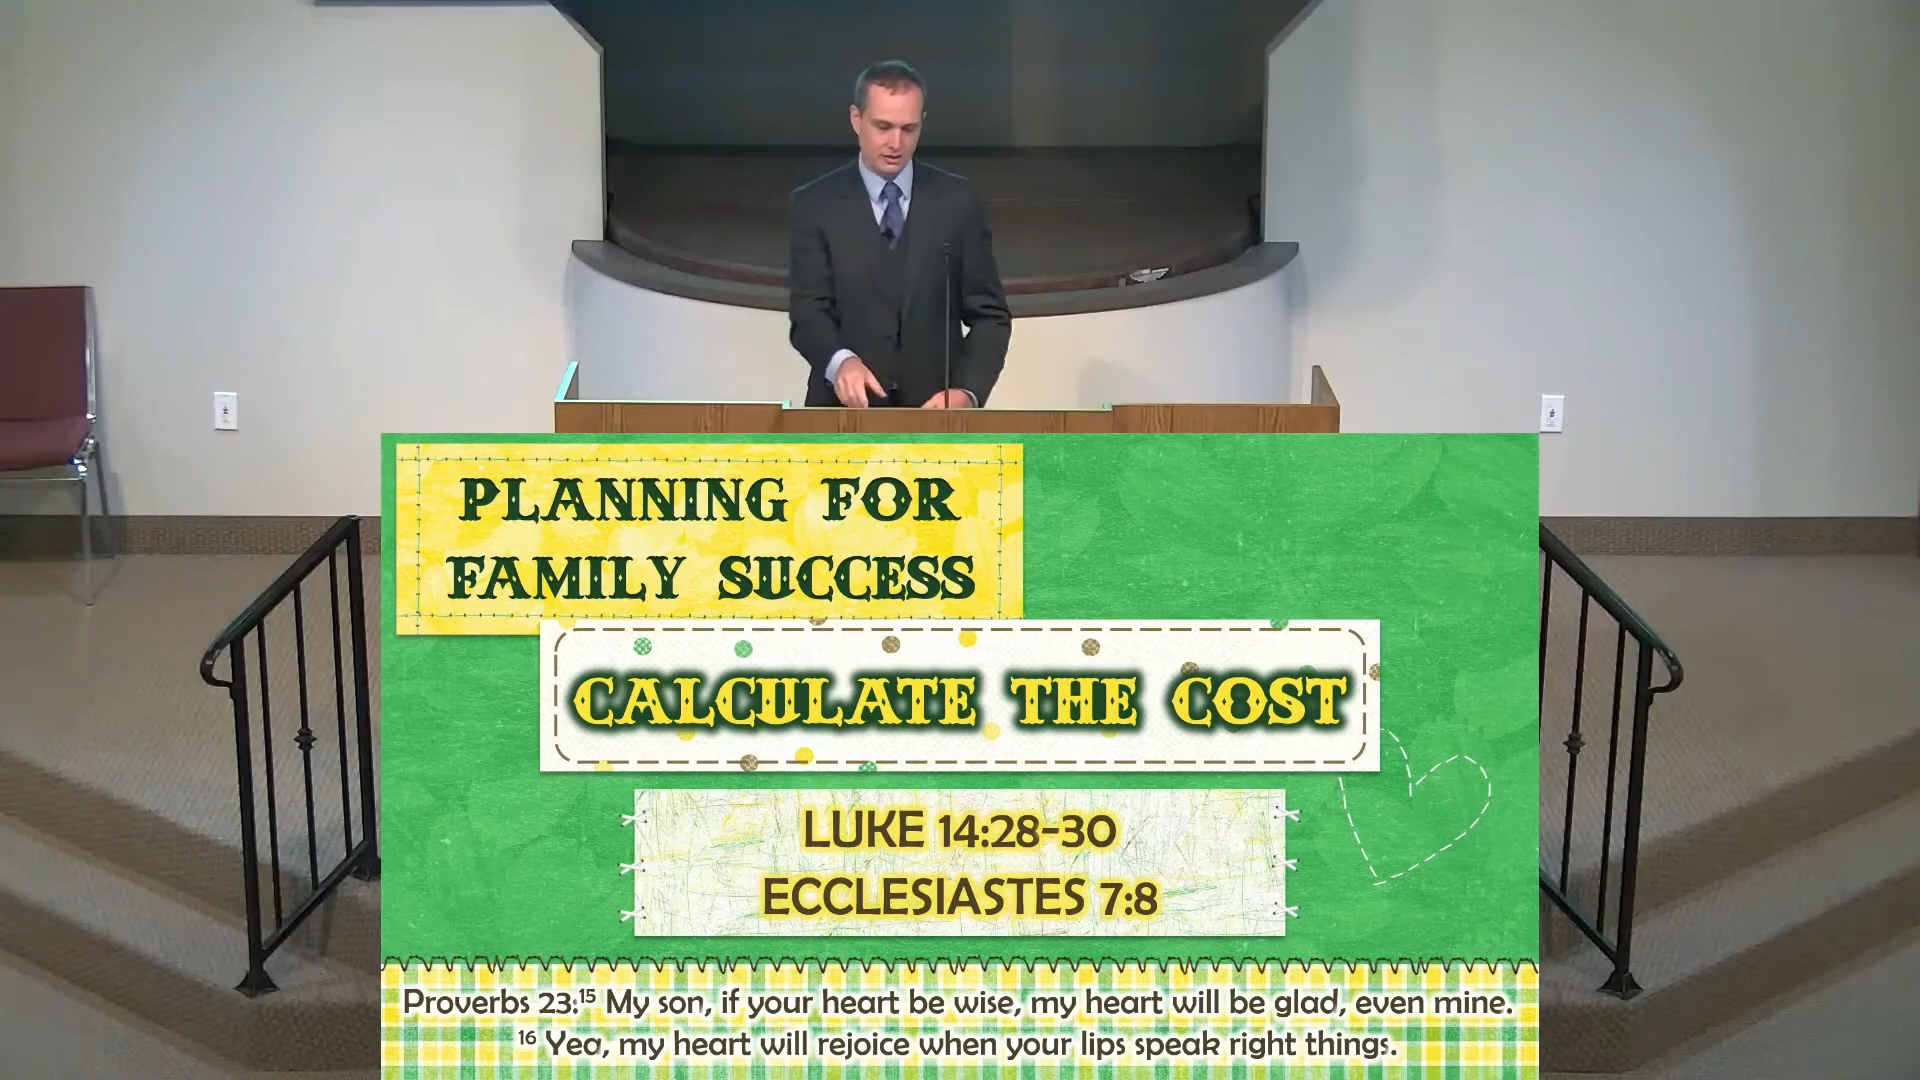 PLANNING FOR
FAMILY SUCCESS
CALCULATE THE COST
LUKE 14:28-30
ECCLESIASTES 7:8
Proverbs 23:15 My son, if your heart be wise, my heart will be glad, even mine.
16 Yea, my heart will rejoice when your lips speak right things.